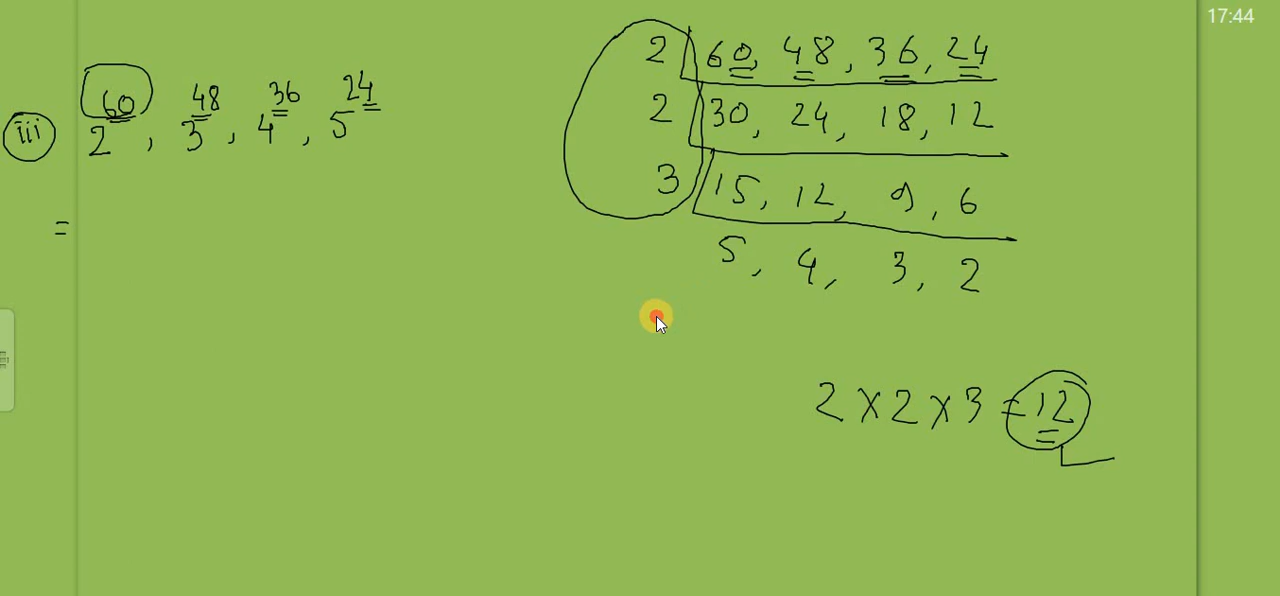 17:44
(iii) 2^60, 3^48, 4^36, 5^24
=
2 | 60, 48, 36, 24
2 | 30, 24, 18, 12
3 | 15, 12, 9, 6
5, 4, 3, 2
2 × 2 × 3 = 12